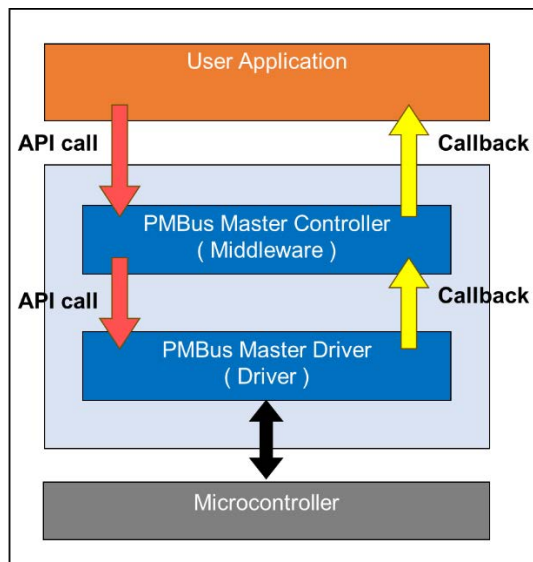 User Application
API call
Callback
PMBus Master Controller
( Middleware )
API call
Callback
PMBus Master Driver
( Driver )
Microcontroller